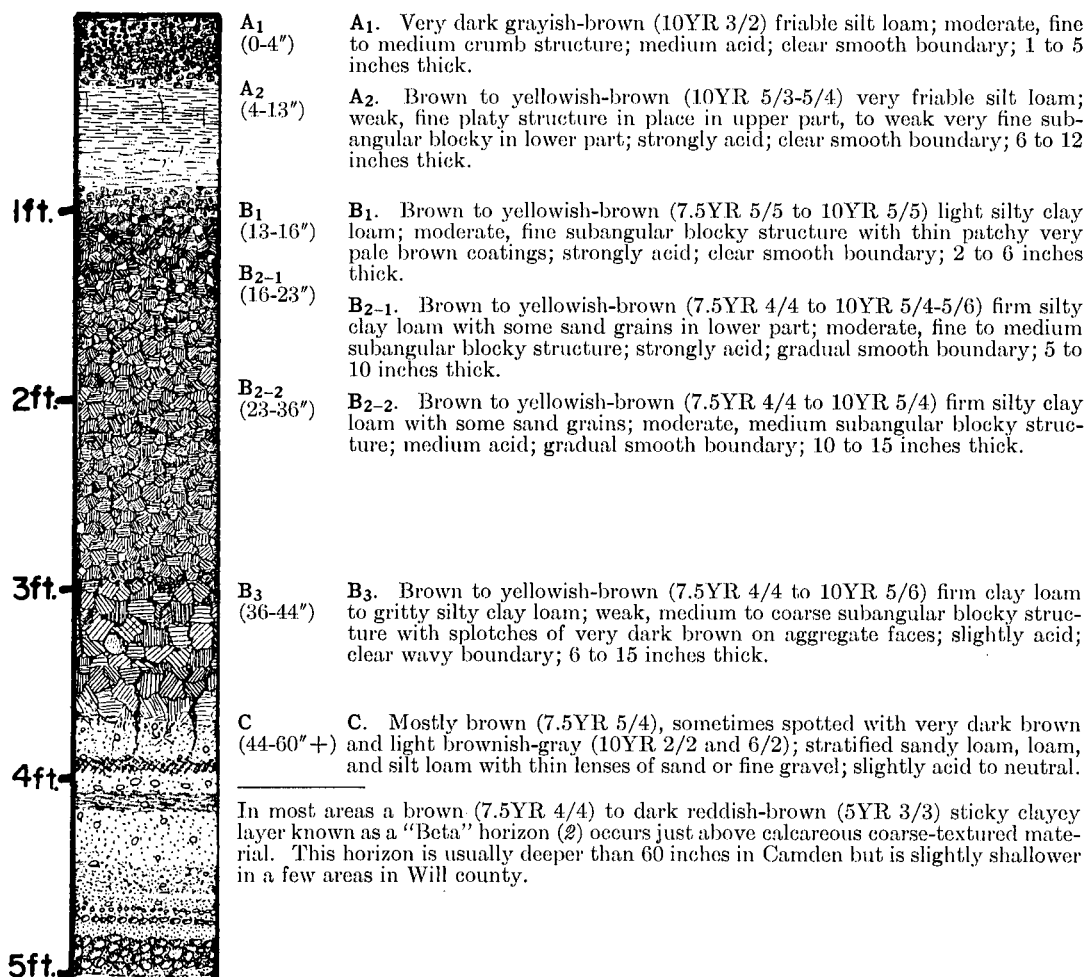 A1
(0-4″)
A1. Very dark grayish-brown (10YR 3/2) friable silt loam; moderate, fine
to medium crumb structure; medium acid; clear smooth boundary; 1 to 5
inches thick.
A2
(4-13″)
A2. Brown to yellowish-brown (10YR 5/3-5/4) very friable silt loam;
weak, fine platy structure in place in upper part, to weak very fine sub-
angular blocky in lower part; strongly acid; clear smooth boundary; 6 to 12
inches thick.
1ft.
B1
(13-16″)
B1. Brown to yellowish-brown (7.5YR 5/5 to 10YR 5/5) light silty clay
loam; moderate, fine subangular blocky structure with thin patchy very
pale brown coatings; strongly acid; clear smooth boundary; 2 to 6 inches
thick.
B2-1
(16-23″)
B2-1. Brown to yellowish-brown (7.5YR 4/4 to 10YR 5/4-5/6) firm silty
clay loam with some sand grains in lower part; moderate, fine to medium
subangular blocky structure; strongly acid; gradual smooth boundary; 5 to
10 inches thick.
2ft.
B2-2
(23-36″)
B2-2. Brown to yellowish-brown (7.5YR 4/4 to 10YR 5/4) firm silty clay
loam with some sand grains; moderate, medium subangular blocky struc-
ture; medium acid; gradual smooth boundary; 10 to 15 inches thick.
3ft.
B3
(36-44″)
B3. Brown to yellowish-brown (7.5YR 4/4 to 10YR 5/6) firm clay loam
to gritty silty clay loam; weak, medium to coarse subangular blocky struc-
ture with splotches of very dark brown on aggregate faces; slightly acid;
clear wavy boundary; 6 to 15 inches thick.
C
(44-60″+)
C. Mostly brown (7.5YR 5/4), sometimes spotted with very dark brown
and light brownish-gray (10YR 2/2 and 6/2); stratified sandy loam, loam,
and silt loam with thin lenses of sand or fine gravel; slightly acid to neutral.
4ft.
In most areas a brown (7.5YR 4/4) to dark reddish-brown (5YR 3/3) sticky clayey
layer known as a "Beta" horizon (2) occurs just above calcareous coarse-textured mate-
rial. This horizon is usually deeper than 60 inches in Camden but is slightly shallower
in a few areas in Will county.
5ft.